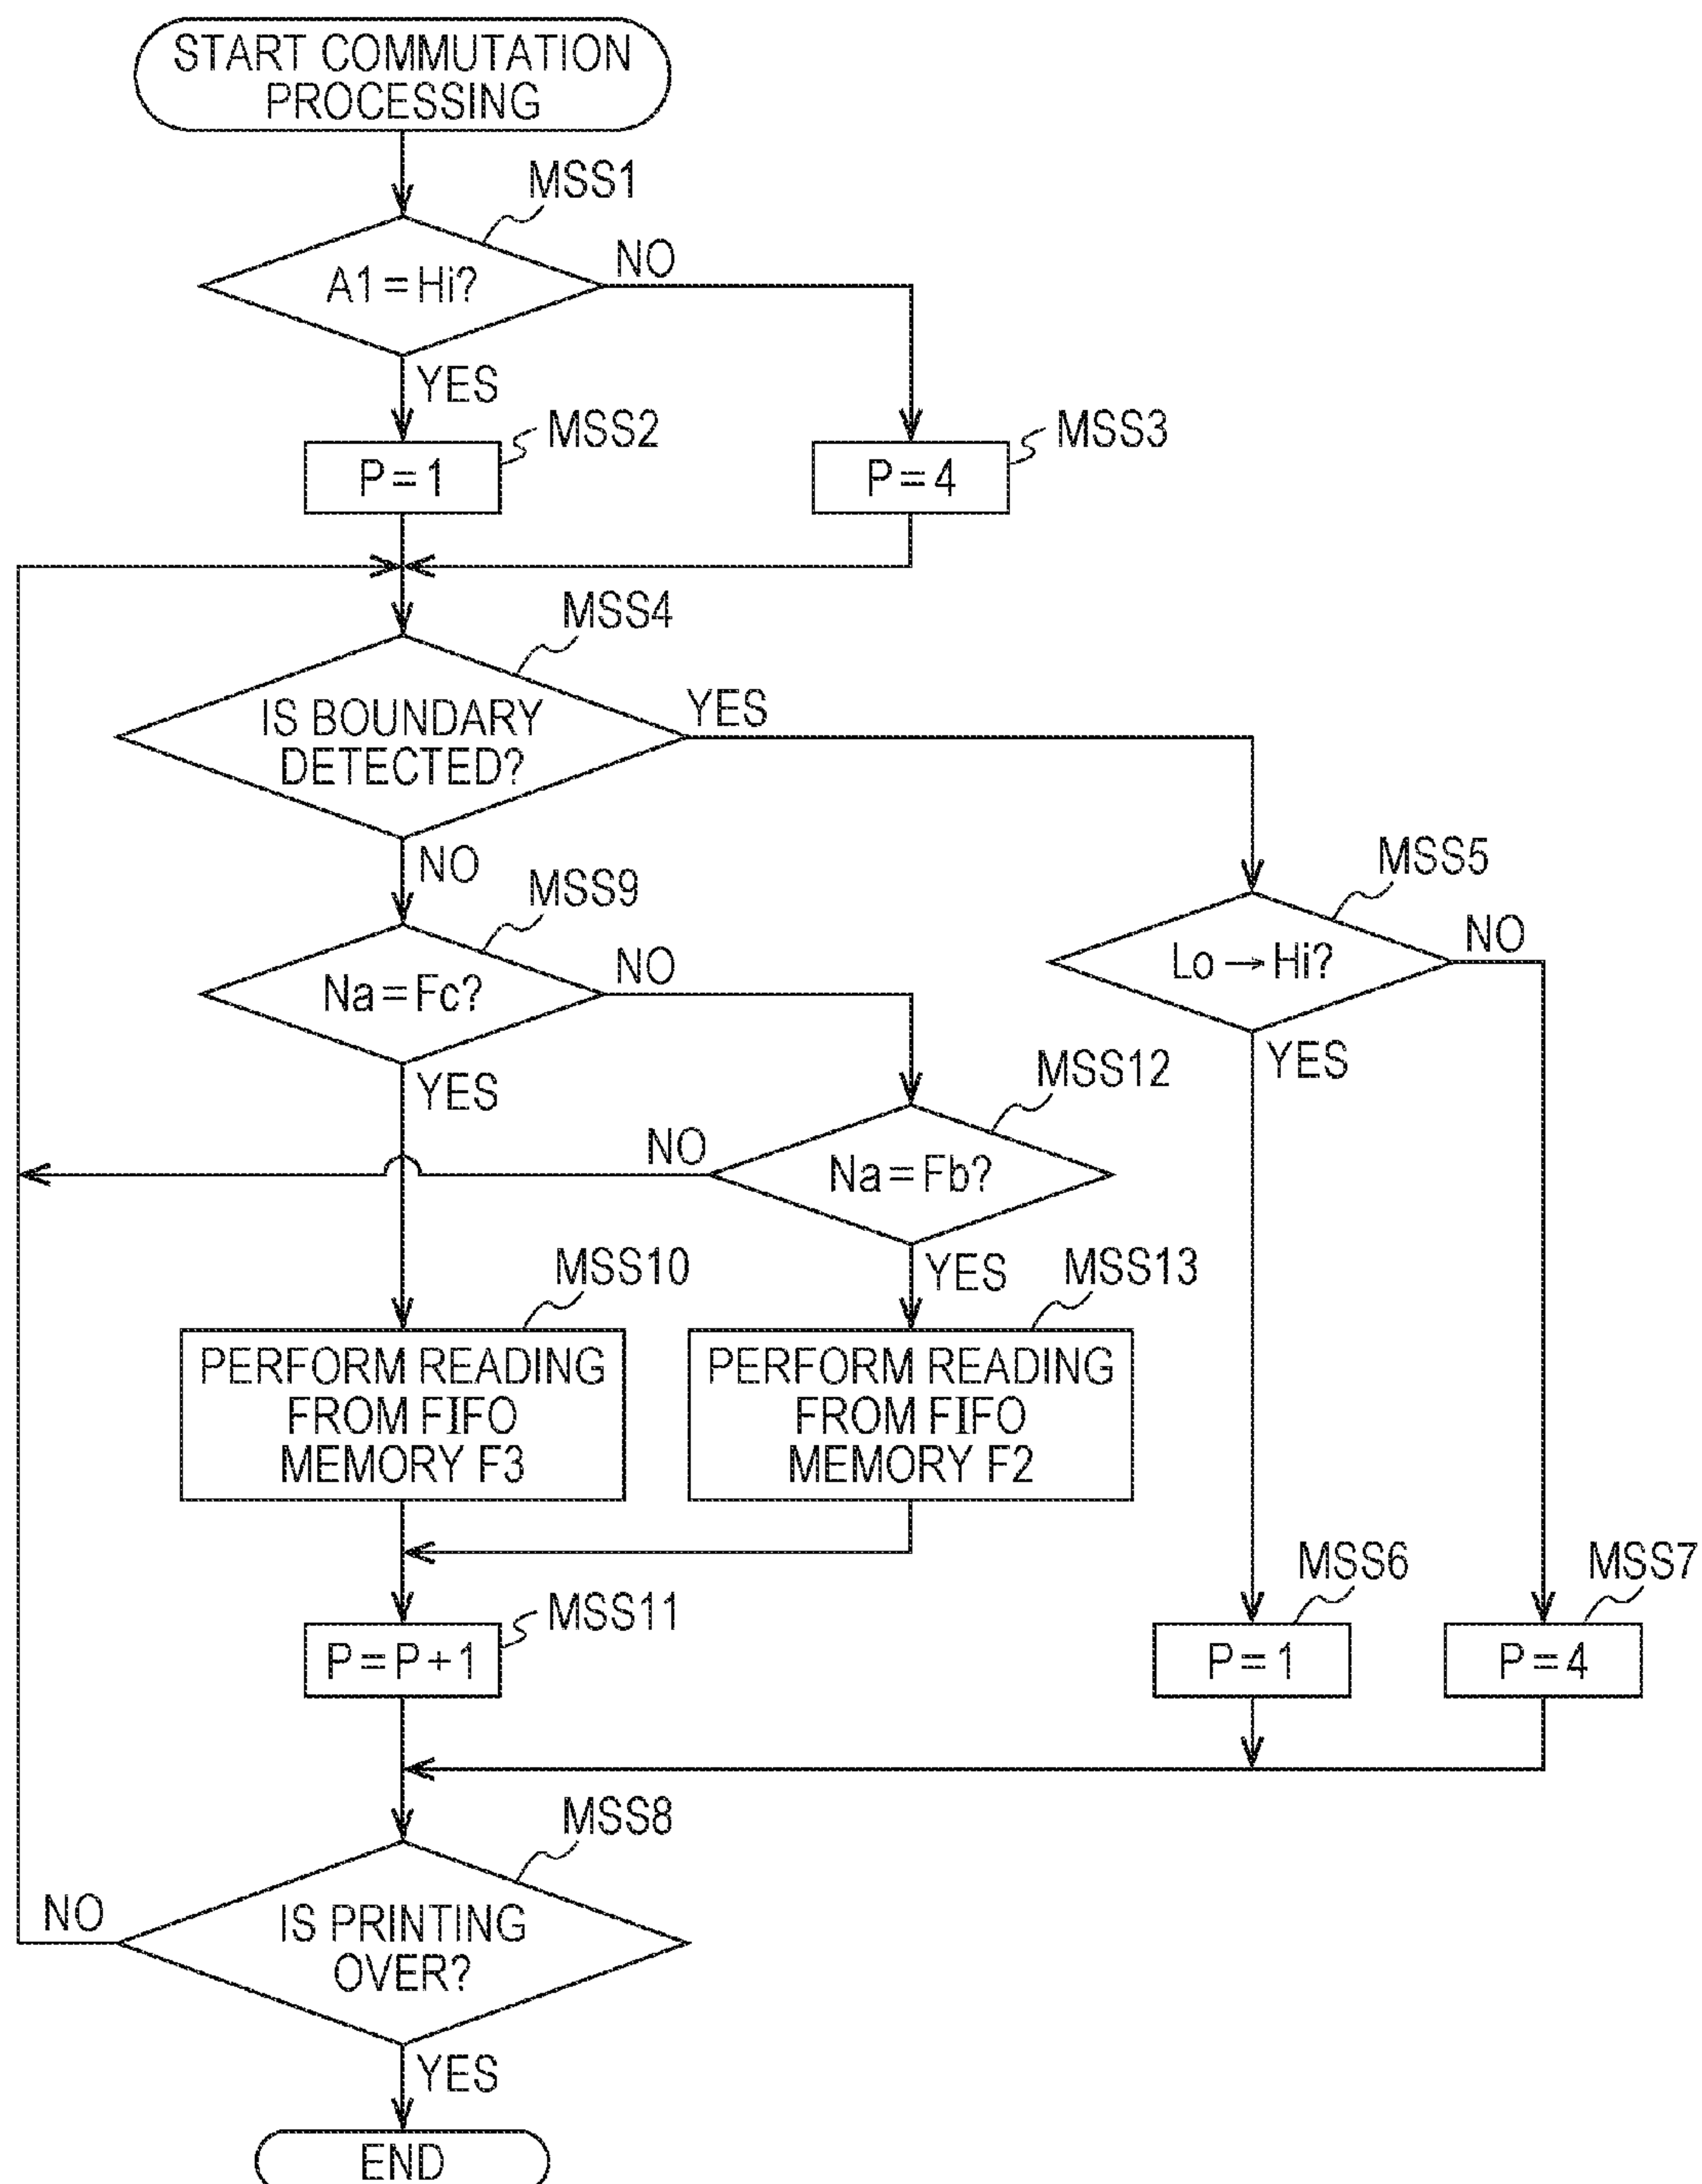 START COMMUTATION
PROCESSING
MSS1
A1 = Hi?
NO
YES
MSS2
P = 1
MSS3
P = 4
MSS4
IS BOUNDARY
DETECTED?
YES
NO
MSS5
Lo → Hi?
NO
YES
MSS9
Na = Fc?
NO
YES
MSS12
Na = Fb?
NO
YES
MSS10
PERFORM READING
FROM FIFO
MEMORY F3
MSS13
PERFORM READING
FROM FIFO
MEMORY F2
MSS11
P = P + 1
MSS6
P = 1
MSS7
P = 4
MSS8
IS PRINTING
OVER?
NO
YES
END